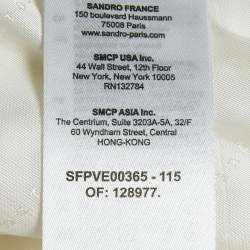 SANDRO FRANCE
150 boulevard Haussmann
75008 Paris
www.sandro-paris.com
SMCP USA Inc.
44 Wall Street, 12th Floor
New York, New York 10005
RN132784
SMCP ASIA Inc.
The Centrium, Suite 3203A-5A, 32/F
60 Wyndham Street, Central
HONG-KONG
SFPVE00365 - 115
OF: 128977.